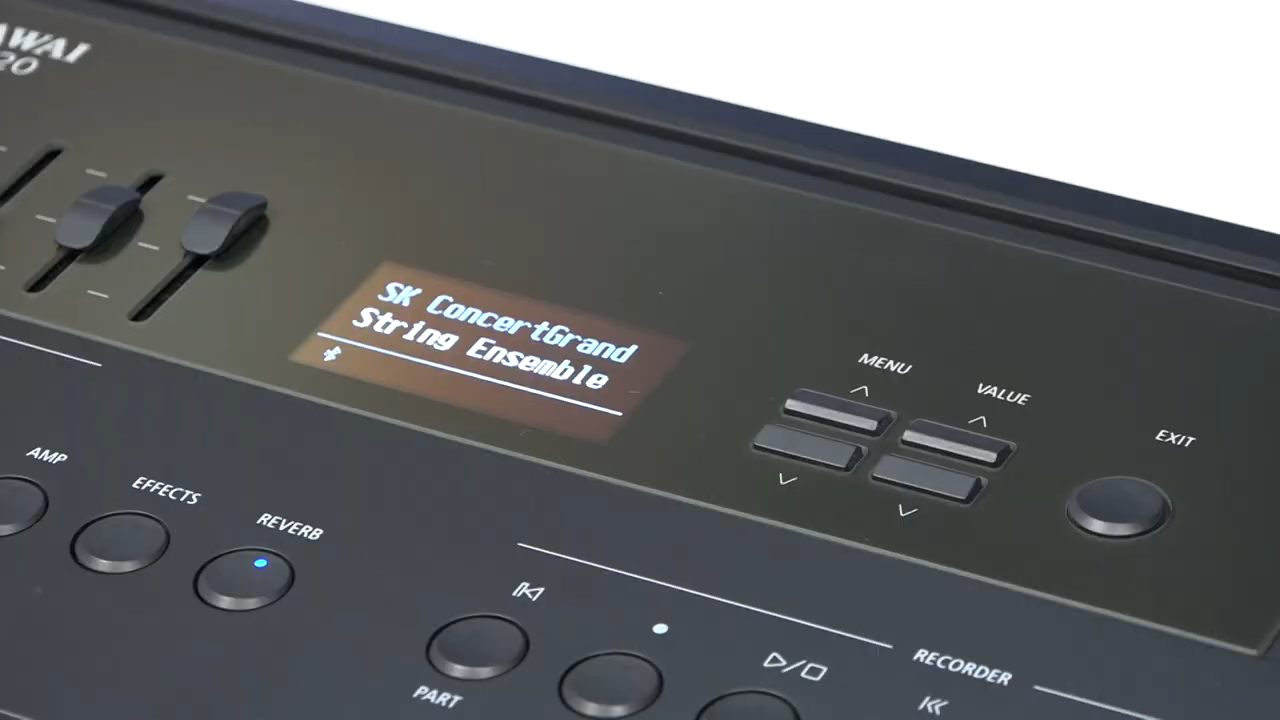 AWAI
20
SK ConcertGrand
String Ensemble
MENU
VALUE
EXIT
AMP
EFFECTS
REVERB
PART
RECORDER